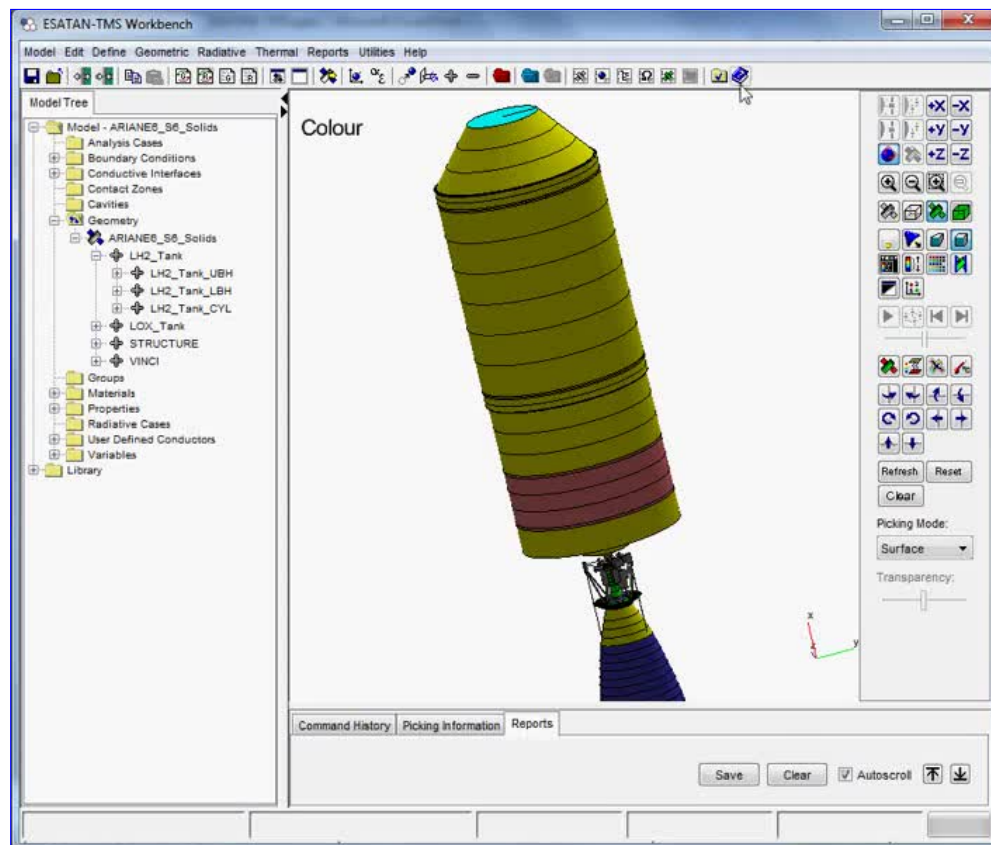 ESATAN-TMS Workbench
Model Edit Define Geometric Radiative Thermal Reports Utilities Help
Model Tree
Model - ARIANE6_S6_Solids
Analysis Cases
Boundary Conditions
Conductive Interfaces
Contact Zones
Cavities
Geometry
ARIANE6_S6_Solids
LH2_Tank
LH2_Tank_UBH
LH2_Tank_LBH
LH2_Tank_CYL
LOX_Tank
STRUCTURE
VINCI
Groups
Materials
Properties
Radiative Cases
User Defined Conductors
Variables
Library
Colour
x
y
z
+X -X
+Y -Y
+Z -Z
Refresh Reset
Clear
Picking Mode:
Surface
Transparency:
Command History Picking Information Reports
Save Clear Autoscroll